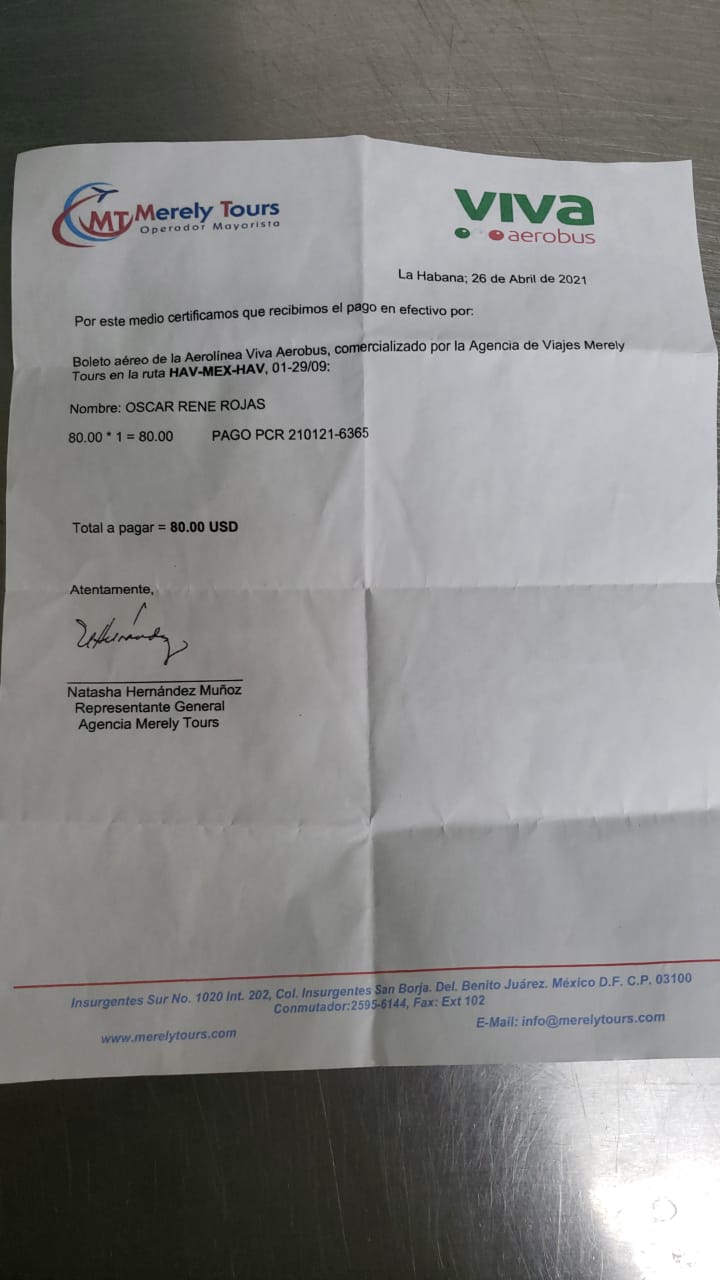 MT Merely Tours
Operador Mayorista
viva
aerobus
La Habana; 26 de Abril de 2021
Por este medio certificamos que recibimos el pago en efectivo por:
Boleto aéreo de la Aerolínea Viva Aerobus, comercializado por la Agencia de Viajes Merely
Tours en la ruta HAV-MEX-HAV, 01-29/09:
Nombre: OSCAR RENE ROJAS
80.00 * 1 = 80.00 PAGO PCR 210121-6365
Total a pagar = 80.00 USD
Atentamente,
Natasha Hernández Muñoz
Representante General
Agencia Merely Tours
Insurgentes Sur No. 1020 Int. 202, Col. Insurgentes San Borja. Del. Benito Juárez. México D.F. C.P. 03100
Conmutador:2595-6144, Fax: Ext 102
www.merelytours.com
E-Mail: info@merelytours.com